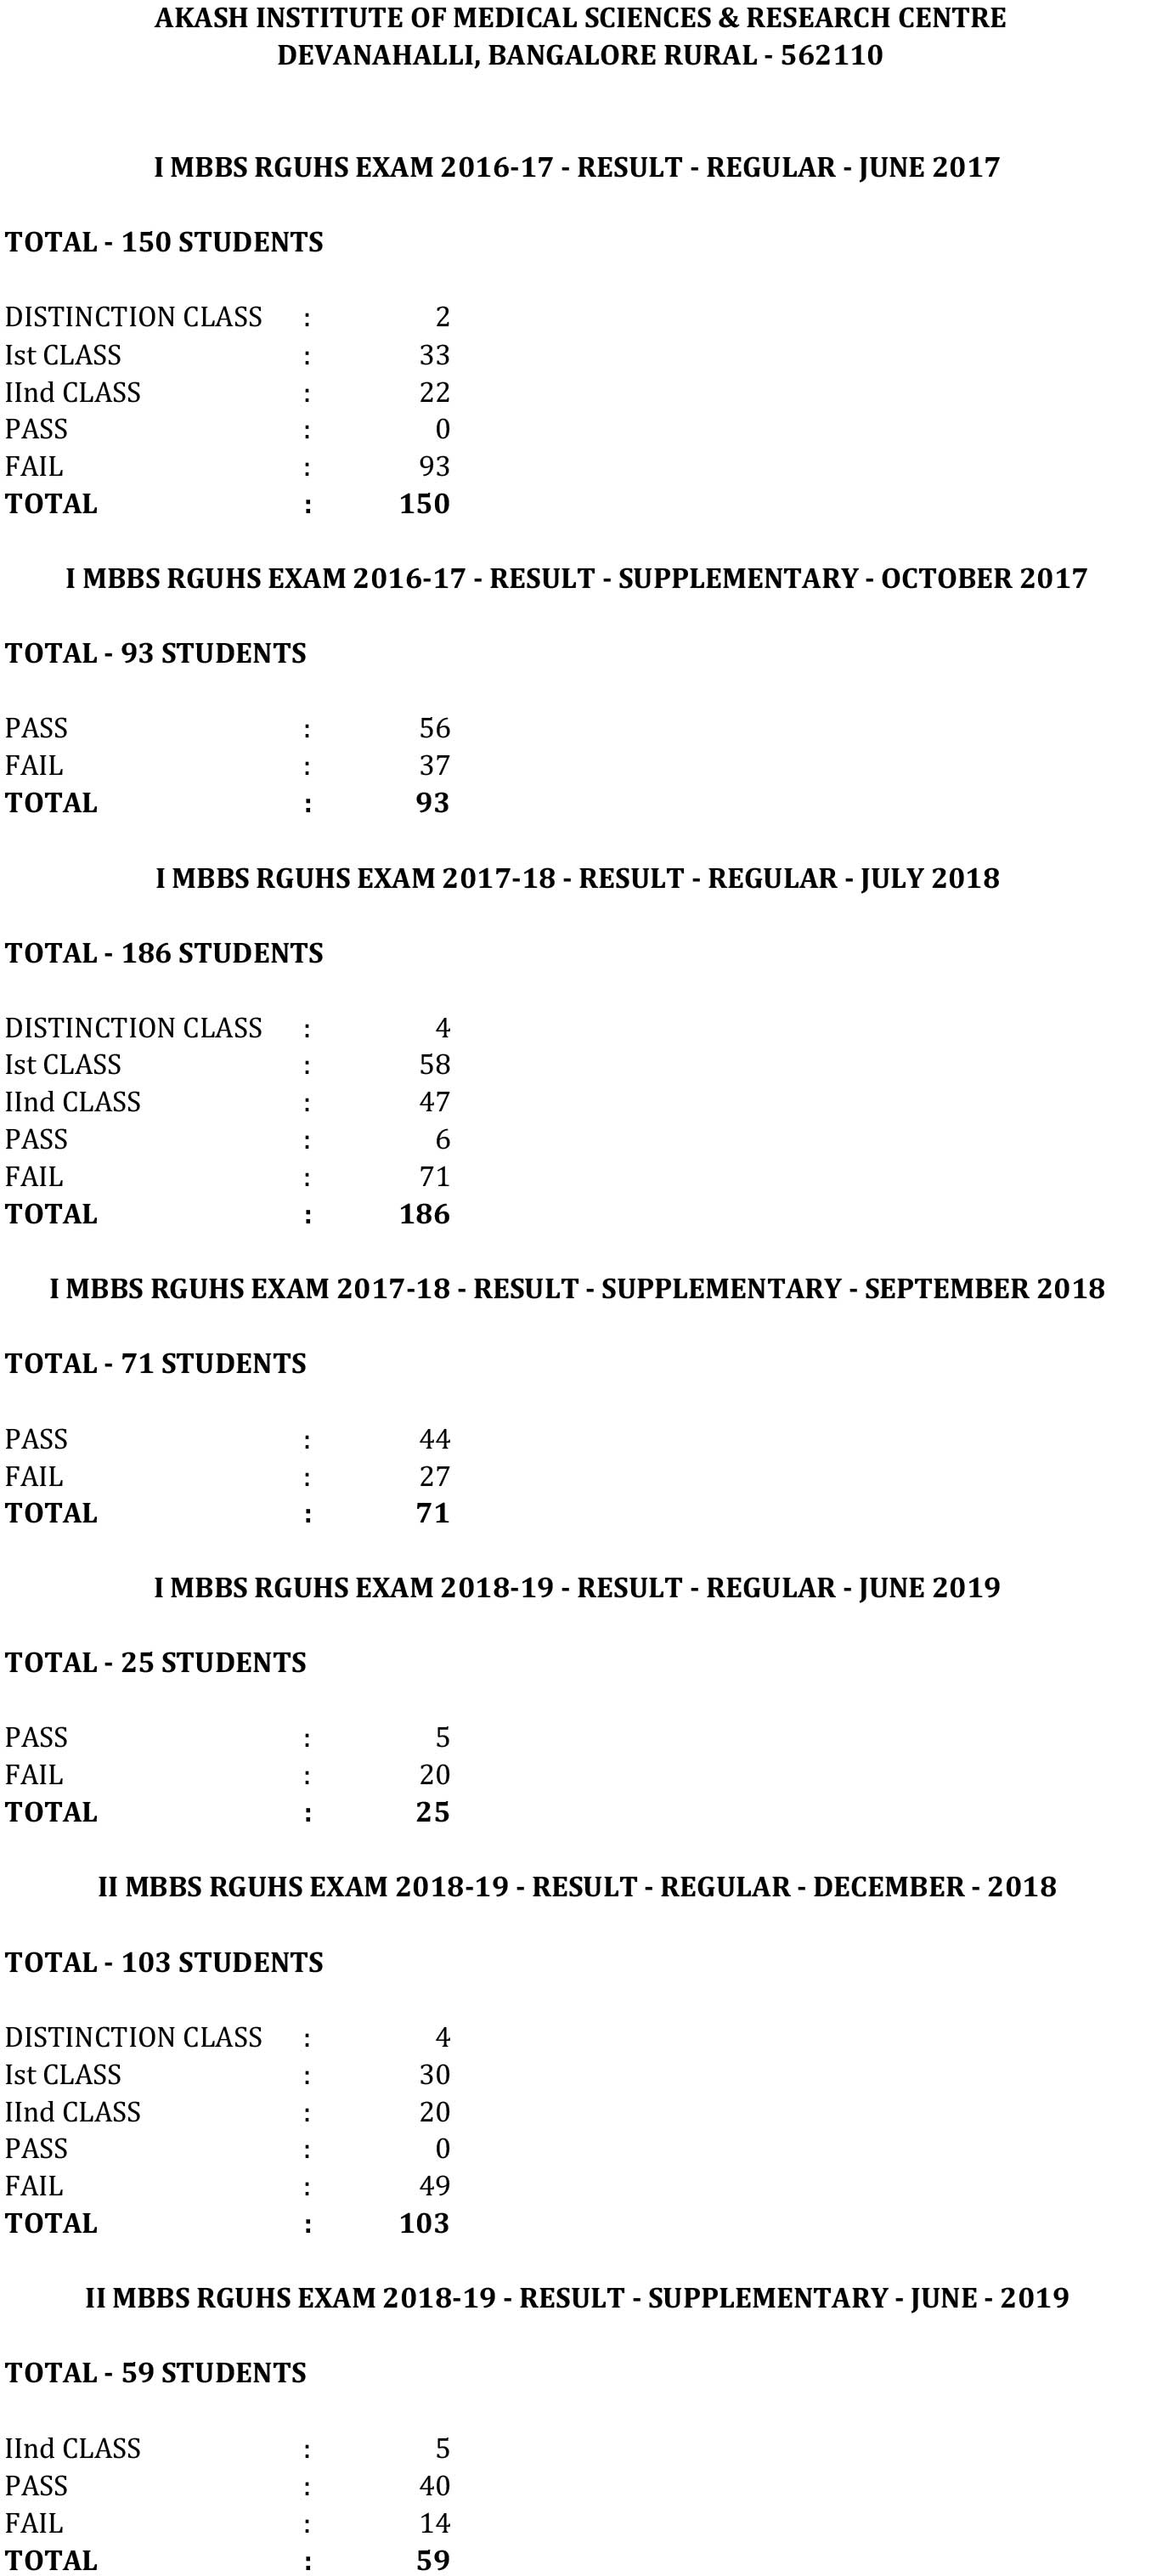 AKASH INSTITUTE OF MEDICAL SCIENCES & RESEARCH CENTRE
DEVANAHALLI, BANGALORE RURAL - 562110
I MBBS RGUHS EXAM 2016-17 - RESULT - REGULAR - JUNE 2017
TOTAL - 150 STUDENTS
DISTINCTION CLASS : 2
Ist CLASS : 33
IInd CLASS : 22
PASS : 0
FAIL : 93
TOTAL : 150
I MBBS RGUHS EXAM 2016-17 - RESULT - SUPPLEMENTARY - OCTOBER 2017
TOTAL - 93 STUDENTS
PASS : 56
FAIL : 37
TOTAL : 93
I MBBS RGUHS EXAM 2017-18 - RESULT - REGULAR - JULY 2018
TOTAL - 186 STUDENTS
DISTINCTION CLASS : 4
Ist CLASS : 58
IInd CLASS : 47
PASS : 6
FAIL : 71
TOTAL : 186
I MBBS RGUHS EXAM 2017-18 - RESULT - SUPPLEMENTARY - SEPTEMBER 2018
TOTAL - 71 STUDENTS
PASS : 44
FAIL : 27
TOTAL : 71
I MBBS RGUHS EXAM 2018-19 - RESULT - REGULAR - JUNE 2019
TOTAL - 25 STUDENTS
PASS : 5
FAIL : 20
TOTAL : 25
II MBBS RGUHS EXAM 2018-19 - RESULT - REGULAR - DECEMBER - 2018
TOTAL - 103 STUDENTS
DISTINCTION CLASS : 4
Ist CLASS : 30
IInd CLASS : 20
PASS : 0
FAIL : 49
TOTAL : 103
II MBBS RGUHS EXAM 2018-19 - RESULT - SUPPLEMENTARY - JUNE - 2019
TOTAL - 59 STUDENTS
IInd CLASS : 5
PASS : 40
FAIL : 14
TOTAL : 59